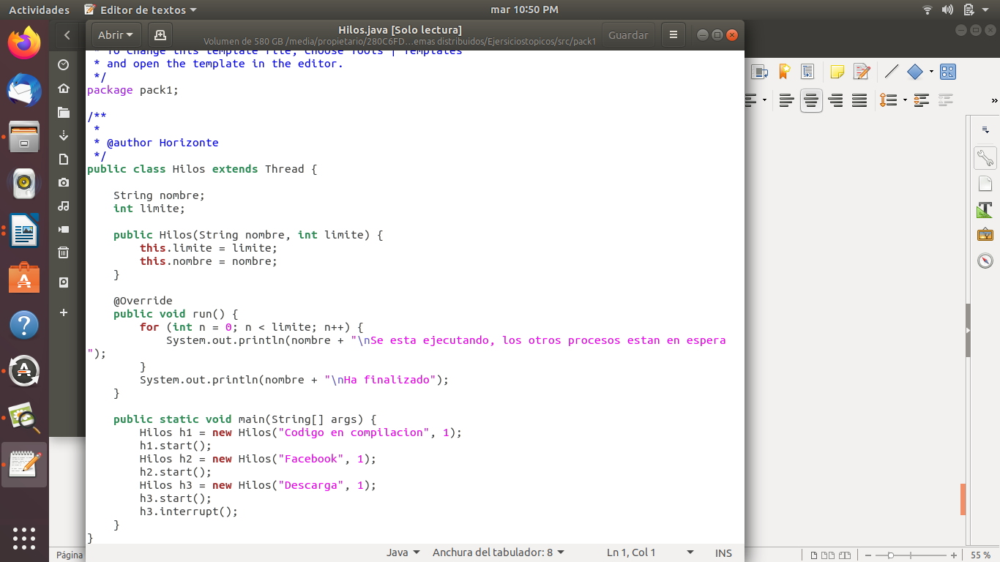 Actividades
Editor de textos
mar 10:50 PM
Abrir
Hilos.java [Solo lectura]
Volumen de 580 GB /media/propietario/280C6FD…emas distribuidos/Ejersiciostopicos/src/pack1
Guardar
* To change this template file, choose Tools | Templates
* and open the template in the editor.
*/
package pack1;
/**
*
* @author Horizonte
*/
public class Hilos extends Thread {
String nombre;
int limite;
public Hilos(String nombre, int limite) {
this.limite = limite;
this.nombre = nombre;
}
@Override
public void run() {
for (int n = 0; n < limite; n++) {
System.out.println(nombre + "\nSe esta ejecutando, los otros procesos estan en espera
");
}
System.out.println(nombre + "\nHa finalizado");
}
public static void main(String[] args) {
Hilos h1 = new Hilos("Codigo en compilacion", 1);
h1.start();
Hilos h2 = new Hilos("Facebook", 1);
h2.start();
Hilos h3 = new Hilos("Descarga", 1);
h3.start();
h3.interrupt();
}
}
Java
Anchura del tabulador: 8
Ln 1, Col 1
INS
Página
55 %